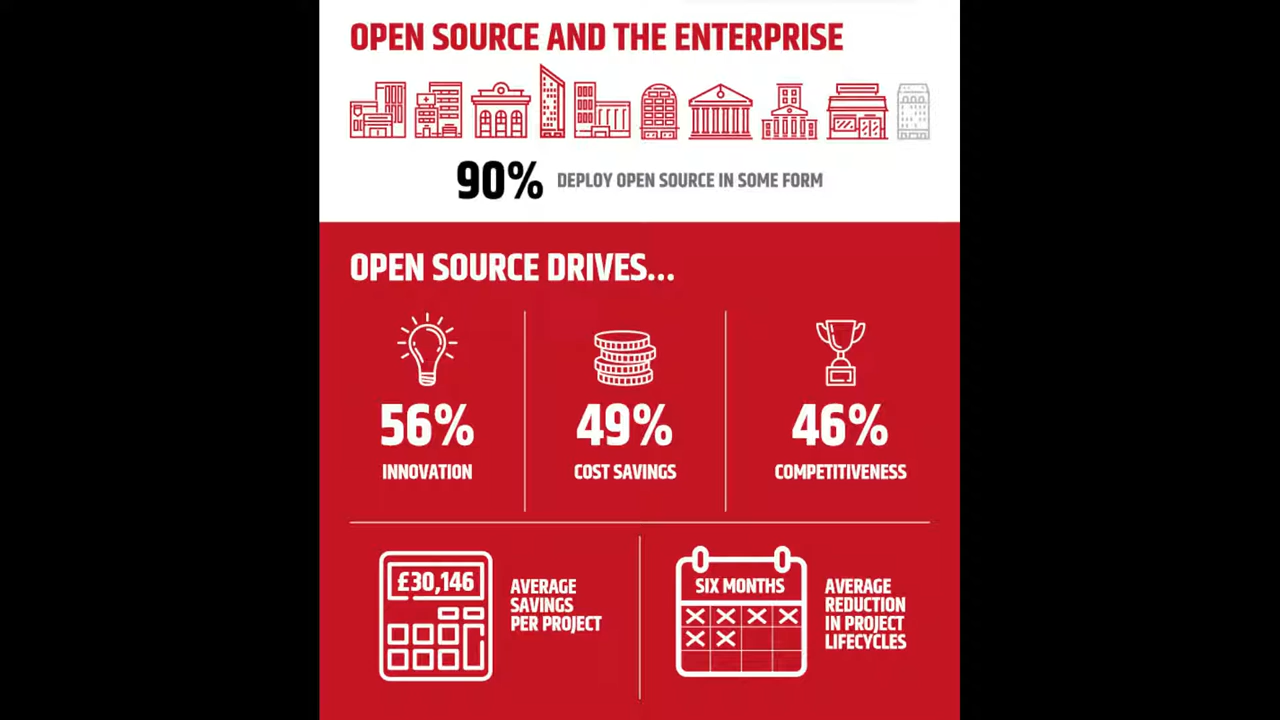 OPEN SOURCE AND THE ENTERPRISE
90% DEPLOY OPEN SOURCE IN SOME FORM
OPEN SOURCE DRIVES...
56%
INNOVATION
49%
COST SAVINGS
46%
COMPETITIVENESS
£30,146
AVERAGE
SAVINGS
PER PROJECT
SIX MONTHS
AVERAGE
REDUCTION
IN PROJECT
LIFECYCLES